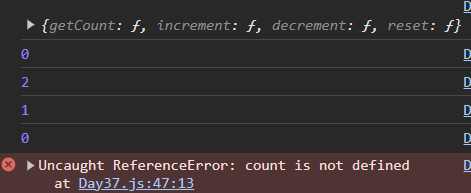 D
{getCount: ƒ, increment: ƒ, decrement: ƒ, reset: ƒ}
0 D
2 D
1 D
0 D
Uncaught ReferenceError: count is not defined D
at Day37.js:47:13